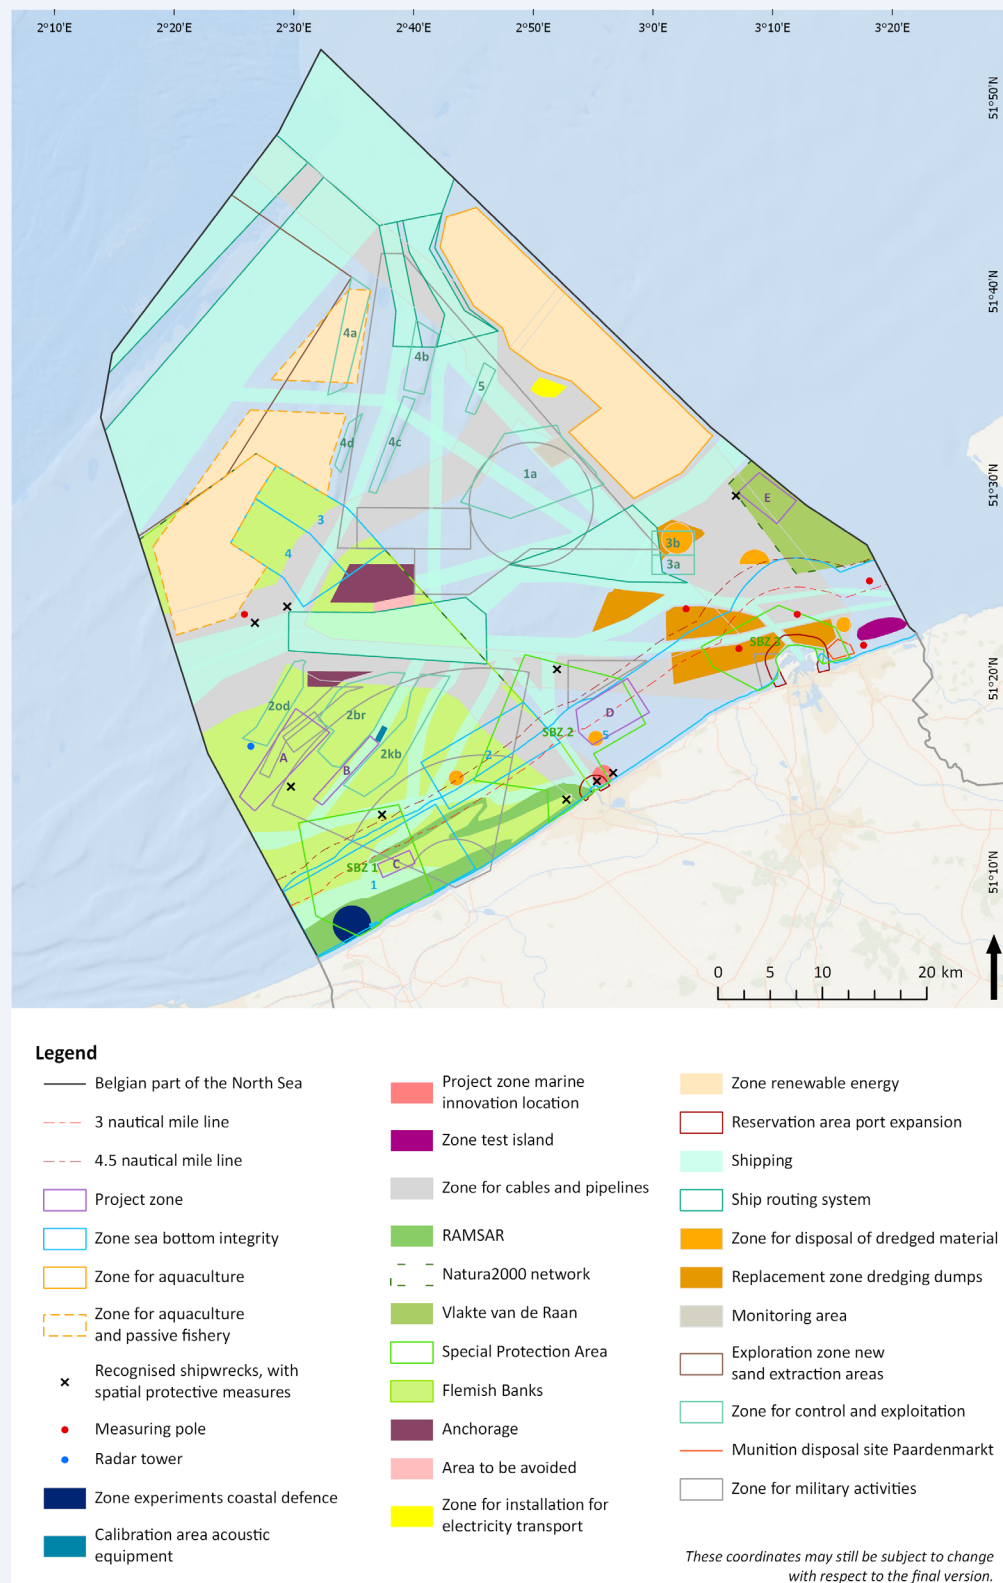 2°10'E 2°20'E 2°30'E 2°40'E 2°50'E 3°0'E 3°10'E 3°20'E
51°50'N
51°40'N
51°30'N
51°20'N
51°10'N
4a
4b
5
4d
4c
1a
E
3
3b
4
3a
SBZ 3
2od
2br
D
SBZ 2
5
A
B
2kb
2
SBZ 1
C
1
0 5 10 20 km
Legend
Belgian part of the North Sea
3 nautical mile line
4.5 nautical mile line
Project zone
Zone sea bottom integrity
Zone for aquaculture
Zone for aquaculture
and passive fishery
Recognised shipwrecks, with
spatial protective measures
Measuring pole
Radar tower
Zone experiments coastal defence
Calibration area acoustic
equipment
Project zone marine
innovation location
Zone test island
Zone for cables and pipelines
RAMSAR
Natura2000 network
Vlakte van de Raan
Special Protection Area
Flemish Banks
Anchorage
Area to be avoided
Zone for installation for
electricity transport
Zone renewable energy
Reservation area port expansion
Shipping
Ship routing system
Zone for disposal of dredged material
Replacement zone dredging dumps
Monitoring area
Exploration zone new
sand extraction areas
Zone for control and exploitation
Munition disposal site Paardenmarkt
Zone for military activities
These coordinates may still be subject to change
with respect to the final version.